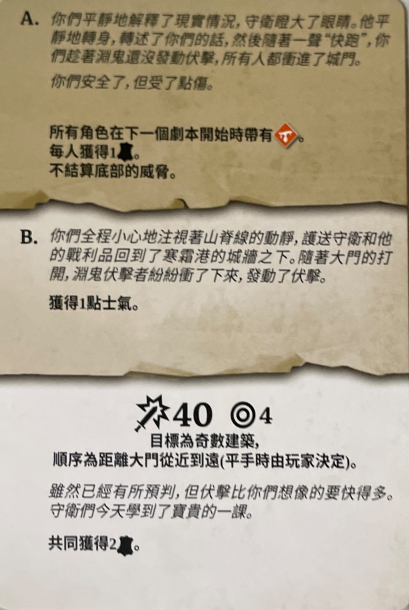 A. 你們平靜地解釋了現實情況，守衛瞪大了眼睛。他平
靜地轉身，轉述了你們的話，然後隨著一聲“快跑”，你
們趁著淵鬼還沒發動伏擊，所有人都衝進了城門。
你們安全了，但受了點傷。
所有角色在下一個劇本開始時帶有。
每人獲得1。
不結算底部的威脅。
B. 你們全程小心地注視著山脊線的動靜，護送守衛和他
的戰利品回到了寒霜港的城牆之下。隨著大門的打
開，淵鬼伏擊者紛紛衝了下來，發動了伏擊。
獲得1點士氣。
40 4
目標為奇數建築，
順序為距離大門從近到遠(平手時由玩家決定)。
雖然已經有所預判，但伏擊比你們想像的要快得多。
守衛們今天學到了寶貴的一課。
共同獲得2。